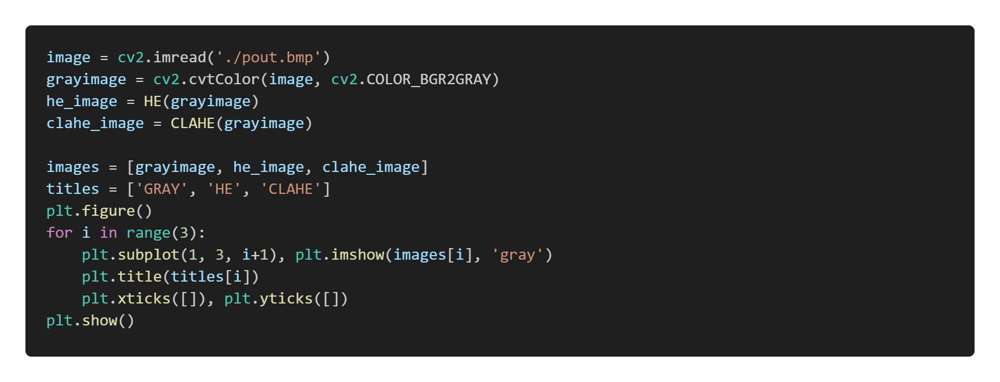 image = cv2.imread('./pout.bmp')
grayimage = cv2.cvtColor(image, cv2.COLOR_BGR2GRAY)
he_image = HE(grayimage)
clahe_image = CLAHE(grayimage)

images = [grayimage, he_image, clahe_image]
titles = ['GRAY', 'HE', 'CLAHE']
plt.figure()
for i in range(3):
    plt.subplot(1, 3, i+1), plt.imshow(images[i], 'gray')
    plt.title(titles[i])
    plt.xticks([]), plt.yticks([])
plt.show()